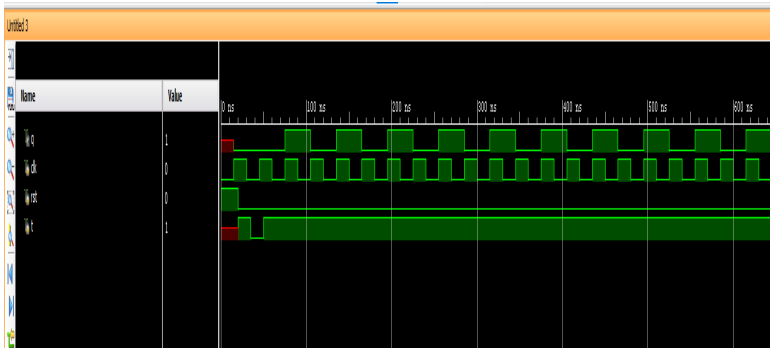 Untitled 3
Name Value
0 ns 100 ns 200 ns 300 ns 400 ns 500 ns 600 ns
q 1
clk 0
rst 0
t 1